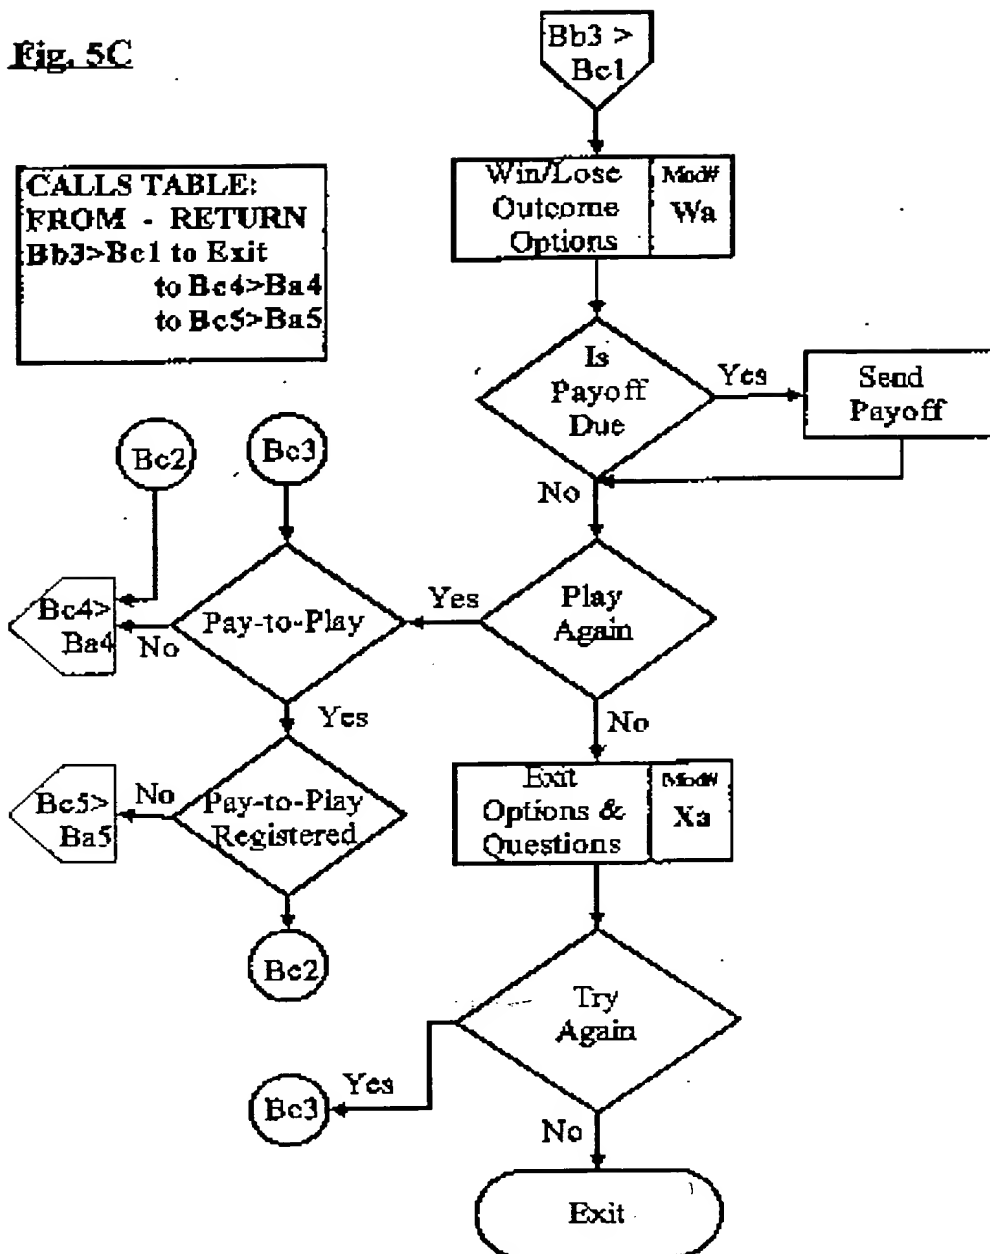 Fig. 5C
Bb3 >
Bc1
CALLS TABLE:
FROM - RETURN
Bb3>Bc1 to Exit
to Bc4>Ba4
to Bc5>Ba5
Win/Lose
Outcome
Options
Mod#
Wa
Is
Payoff
Due
Yes
Send
Payoff
No
Bc2
Bc3
Play
Again
Yes
Pay-to-Play
No
Bc4>
Ba4
Yes
No
Pay-to-Play
Registered
No
Bc5>
Ba5
Bc2
Exit
Options &
Questions
Mod#
Xa
Try
Again
Yes
Bc3
No
Exit